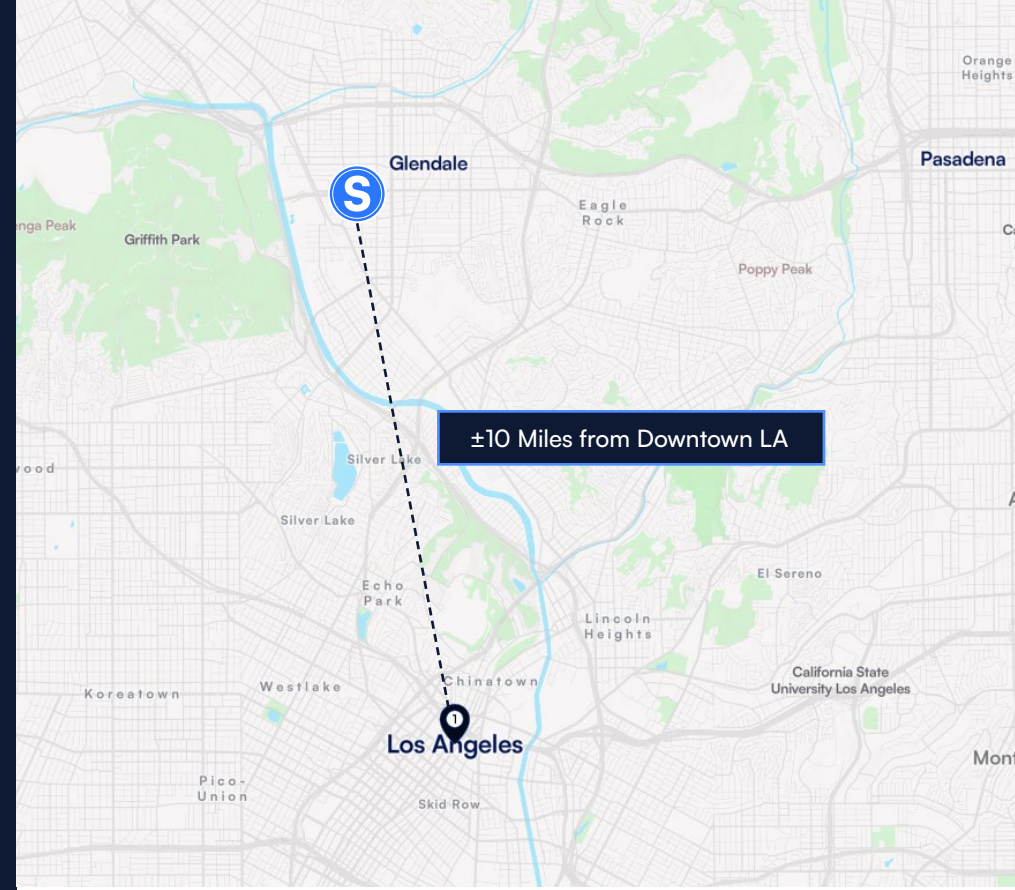 Orange
Heights
Glendale
Pasadena
S
Eagle
Rock
enga Peak
Griffith Park
Ca
Poppy Peak
±10 Miles from Downtown LA
Silver Lake
wood
A
Silver Lake
El Sereno
Echo
Park
Lincoln
Heights
California State
University Los Angeles
Chinatown
Westlake
Koreatown
1
Los Angeles
Mont
Pico-
Union
Skid Row